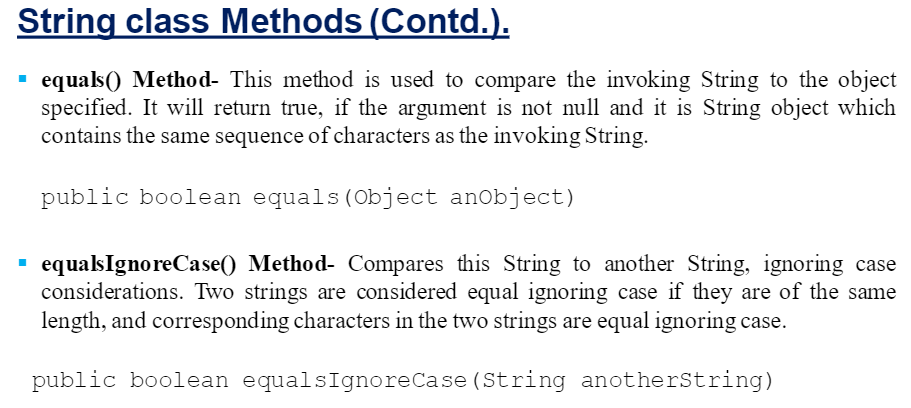 String class Methods (Contd.).
▪ equals() Method- This method is used to compare the invoking String to the object
specified. It will return true, if the argument is not null and it is String object which
contains the same sequence of characters as the invoking String.
public boolean equals(Object anObject)
▪ equalsIgnoreCase() Method- Compares this String to another String, ignoring case
considerations. Two strings are considered equal ignoring case if they are of the same
length, and corresponding characters in the two strings are equal ignoring case.
public boolean equalsIgnoreCase(String anotherString)